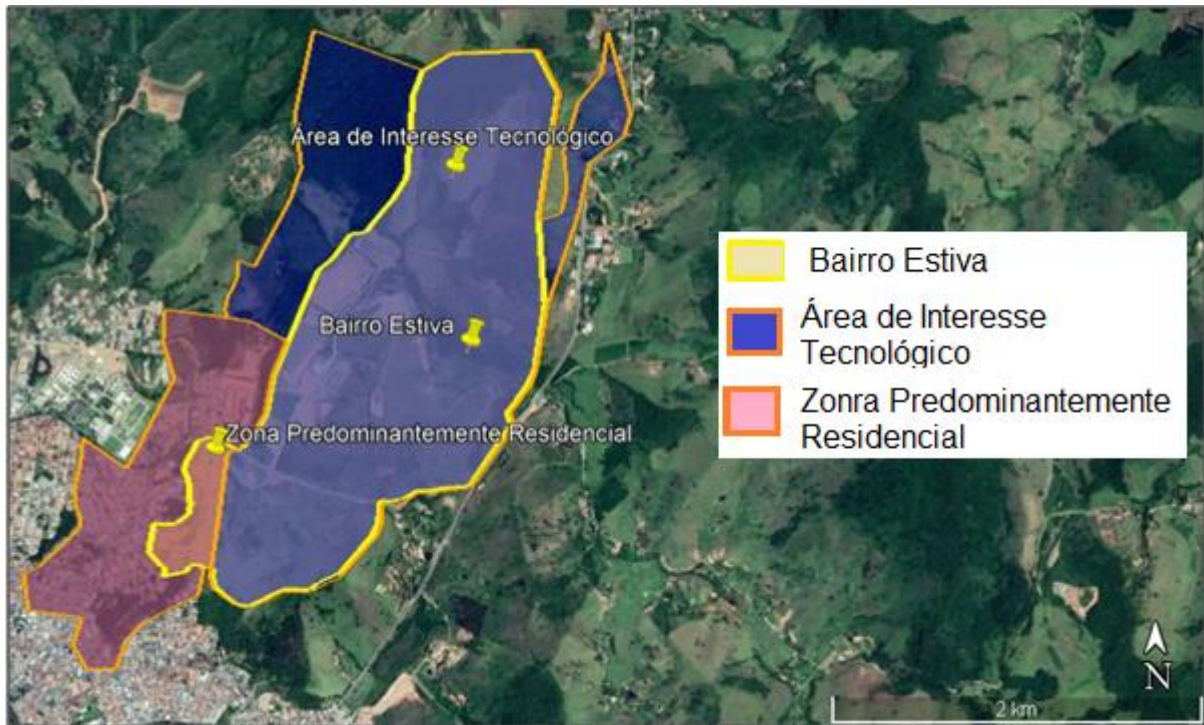 Área de Interesse Tecnológico
Bairro Estiva
Zona Predominantemente Residencial
Bairro Estiva
Área de Interesse
Tecnológico
Zonra Predominantemente
Residencial
N
2 km